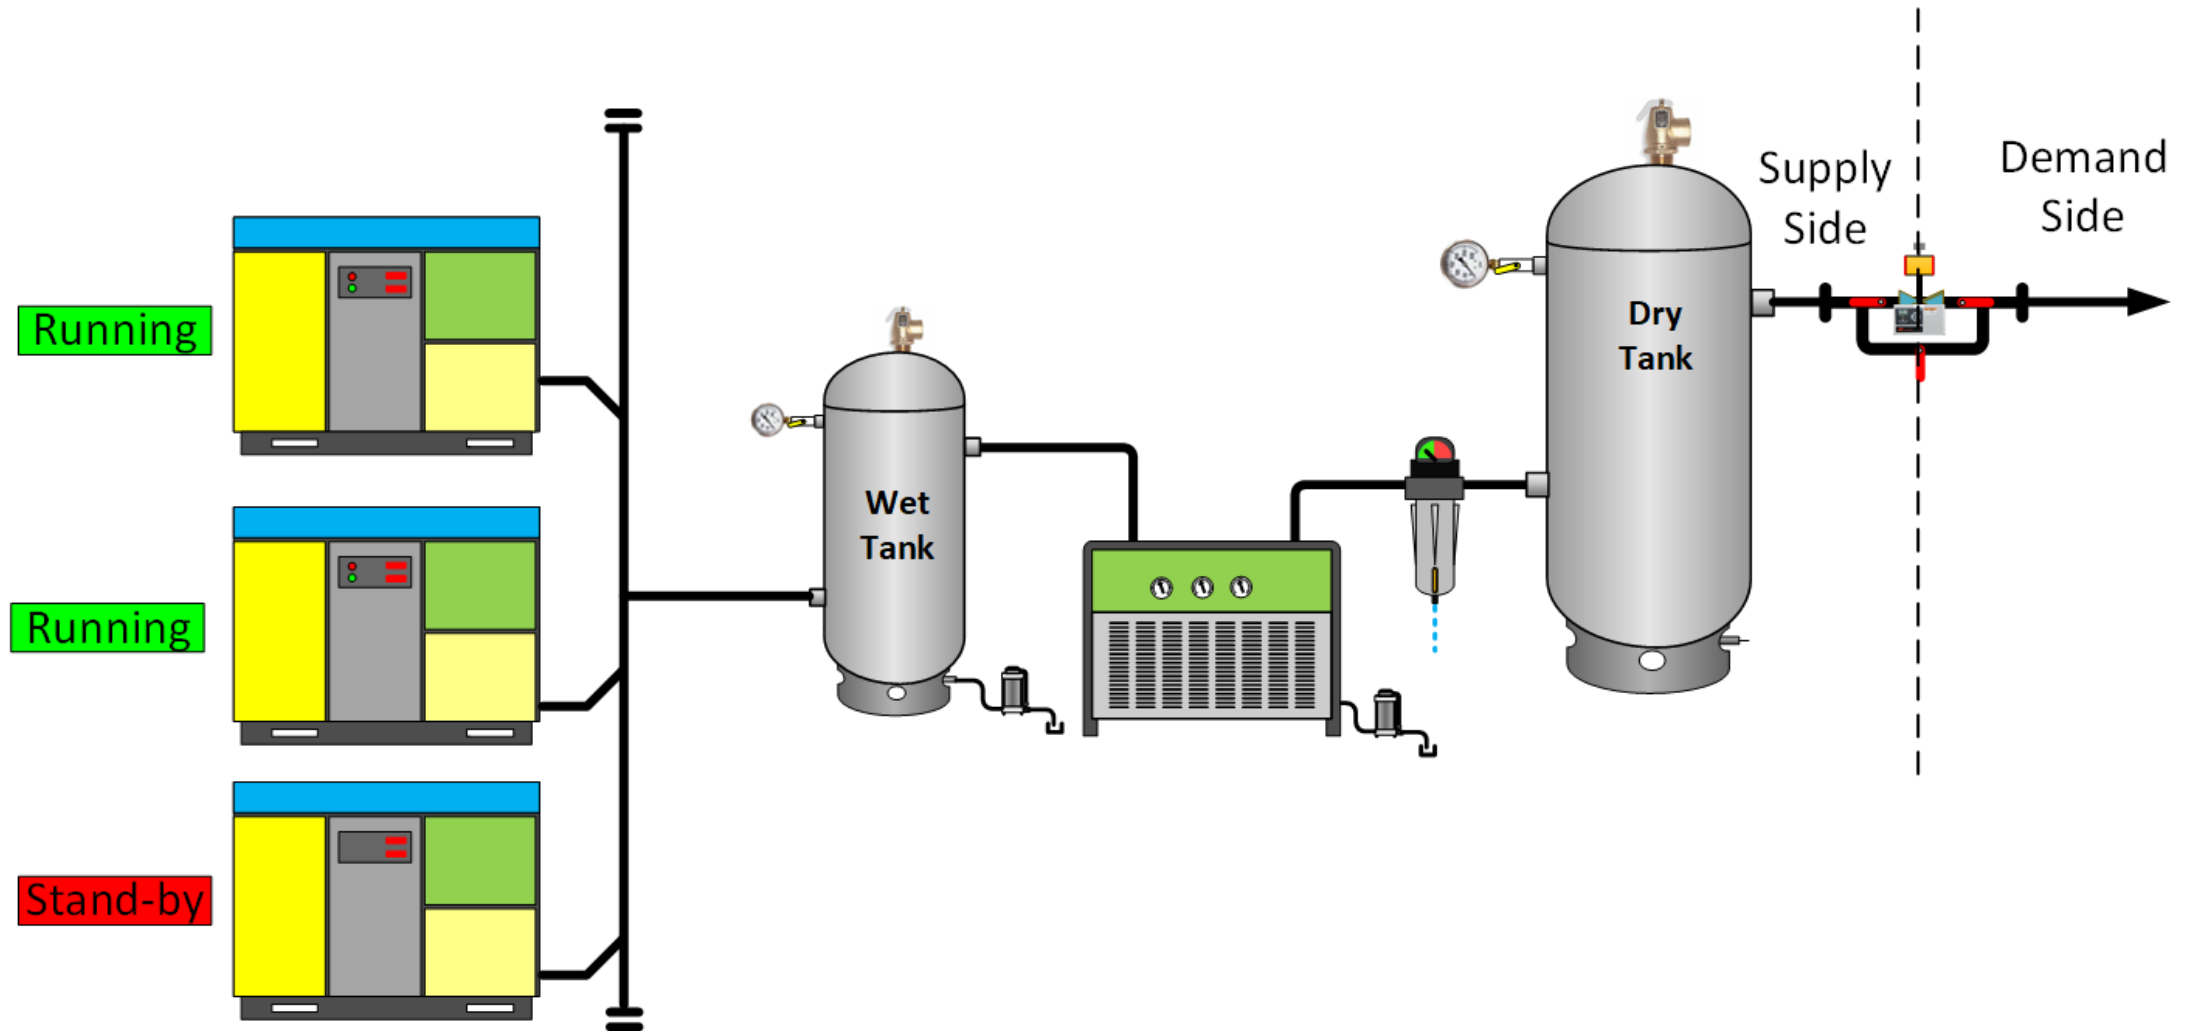 Running
Running
Stand-by
Wet
Tank
Dry
Tank
Supply
Side
Demand
Side